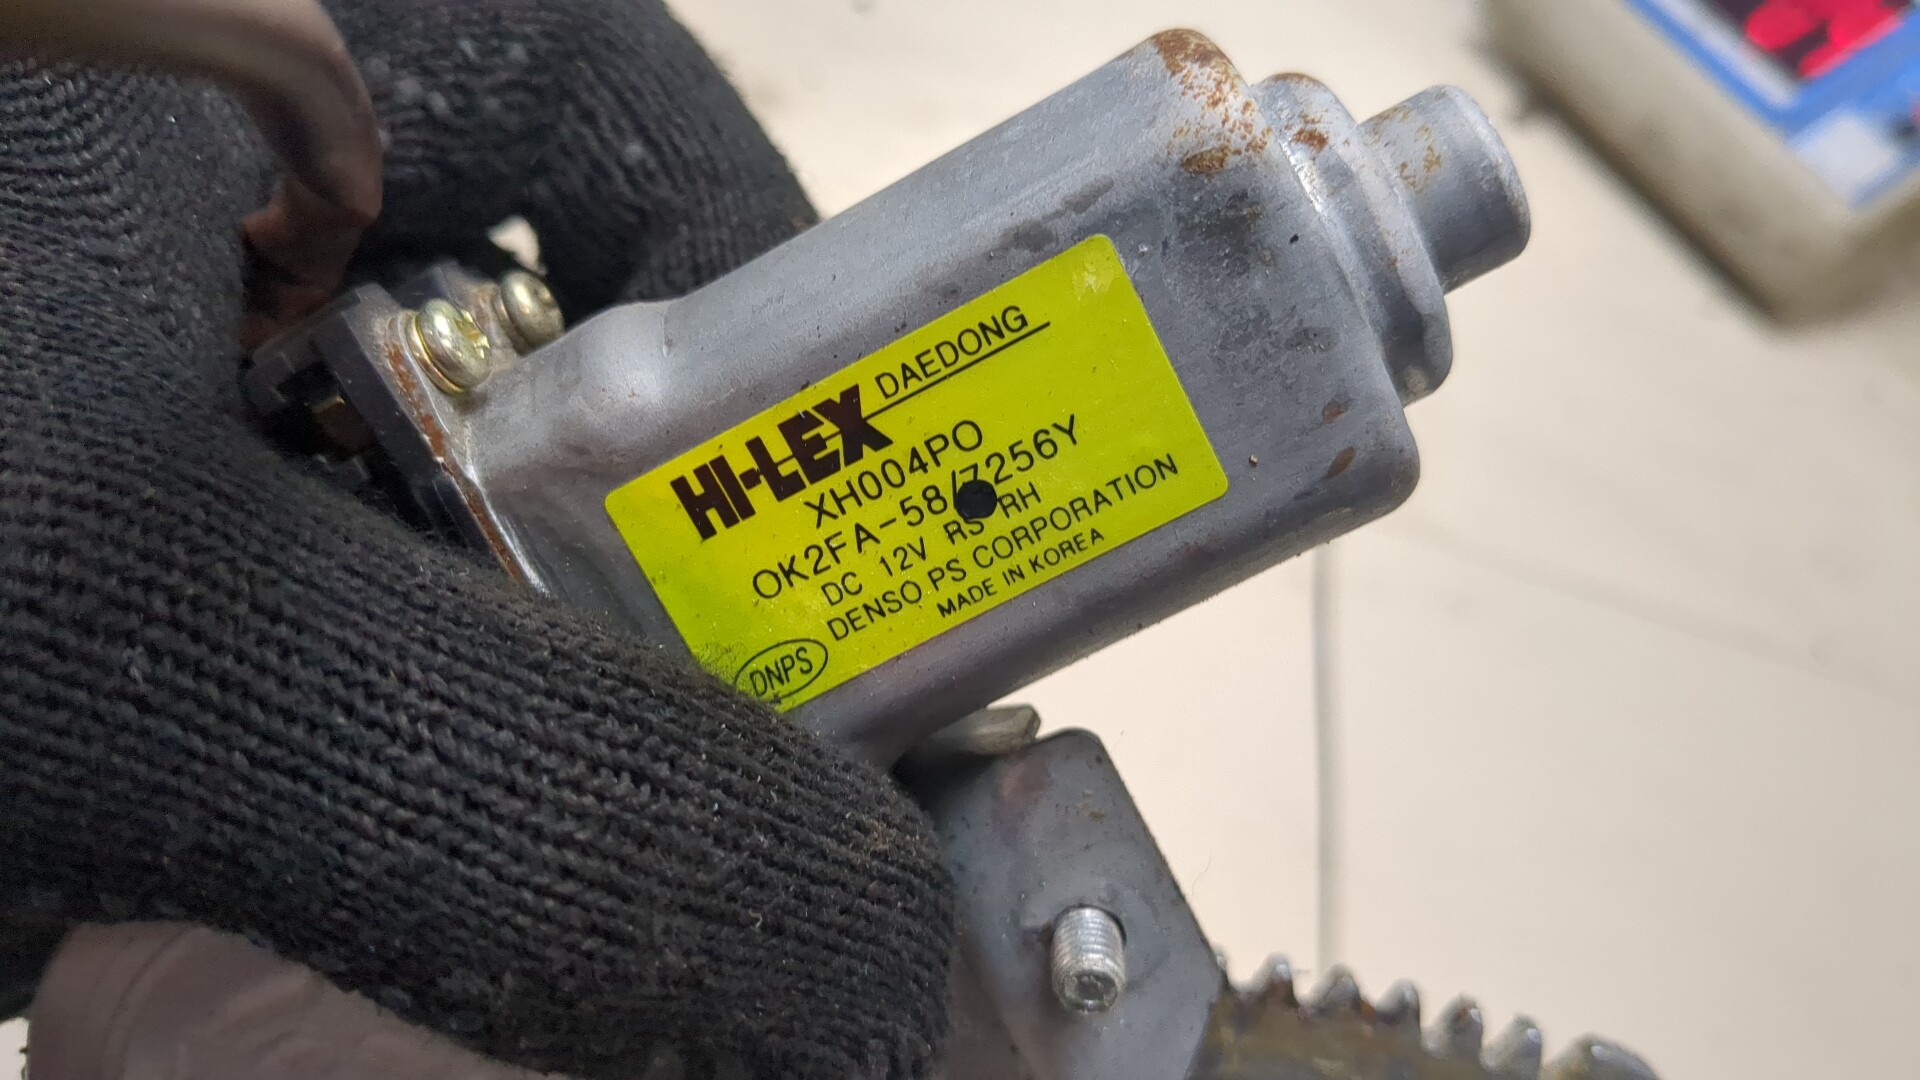 HI-LEX DAEDONG
XH004PO
OK2FA-58/7256Y
DC 12V RS RH
DENSO PS CORPORATION
MADE IN KOREA
DNPS